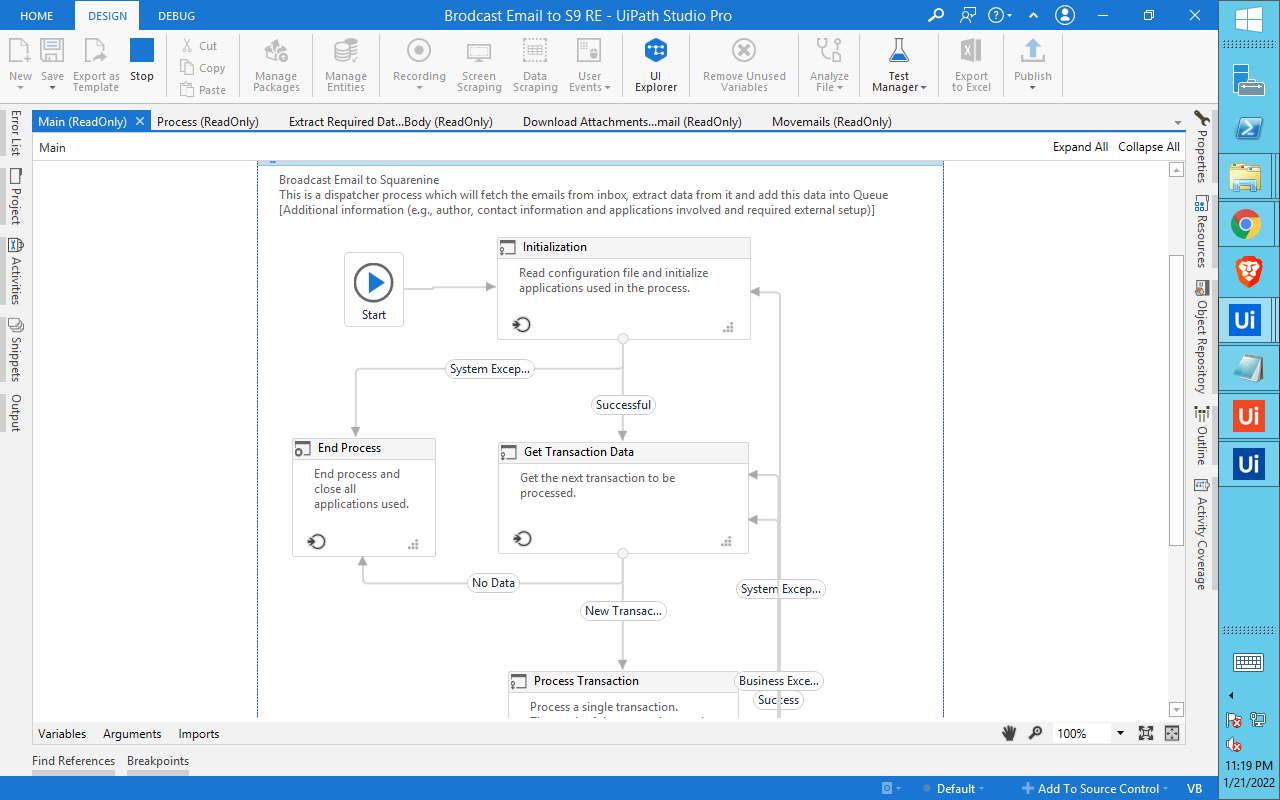 HOME
DESIGN
DEBUG
Brodcast Email to S9 RE - UiPath Studio Pro
New
Save
Export as
Template
Stop
Cut
Copy
Paste
Manage
Packages
Manage
Entities
Recording
Screen
Scraping
Data
Scraping
User
Events
UI
Explorer
Remove Unused
Variables
Analyze
File
Test
Manager
Export
to Excel
Publish
Error List
Project
Activities
Snippets
Output
Main (ReadOnly)
Process (ReadOnly)
Extract Required Dat...Body (ReadOnly)
Download Attachments...mail (ReadOnly)
Movemails (ReadOnly)
Main
Expand All
Collapse All
Broadcast Email to Squarenine
This is a dispatcher process which will fetch the emails from inbox, extract data from it and add this data into Queue
[Additional information (e.g., author, contact information and applications involved and required external setup)]
Start
Initialization
Read configuration file and initialize
applications used in the process.
System Excep...
Successful
End Process
End process and
close all
applications used.
Get Transaction Data
Get the next transaction to be
processed.
No Data
New Transac...
System Excep...
Process Transaction
Process a single transaction.
Business Exce...
Success
Properties
Resources
Object Repository
Outline
Activity Coverage
Variables
Arguments
Imports
100%
Find References
Breakpoints
Default
Add To Source Control
VB
Ui
Ui
Ui
11:19 PM
1/21/2022